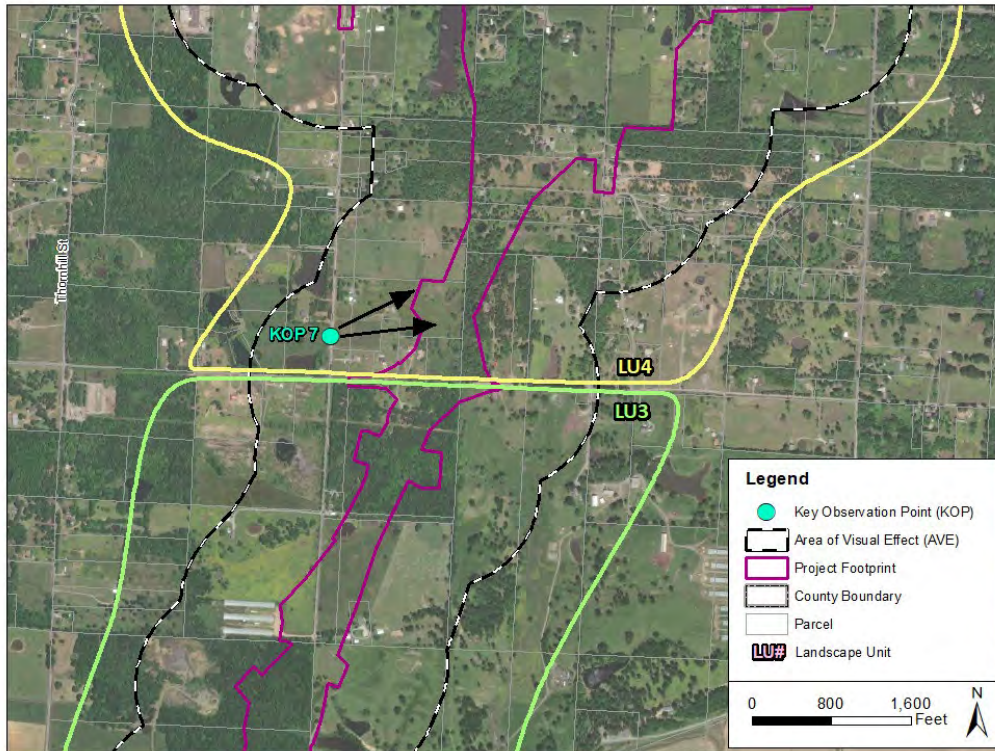 Thornhill St
KOP 7
LU4
LU3
Legend
Key Observation Point (KOP)
Area of Visual Effect (AVE)
Project Footprint
County Boundary
Parcel
LU# Landscape Unit
0 800 1,600
Feet
N